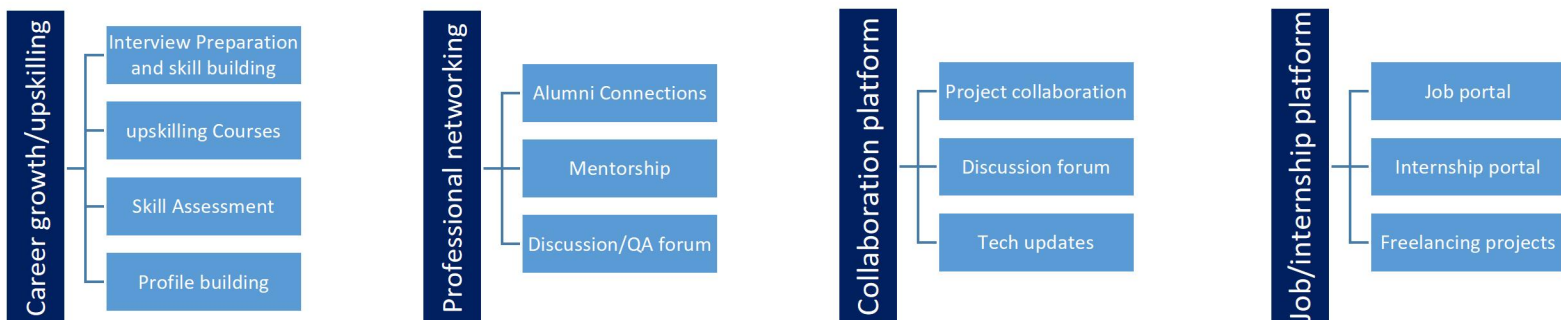 Career growth/upskilling
Interview Preparation
and skill building
upskilling Courses
Skill Assessment
Profile building
Professional networking
Alumni Connections
Mentorship
Discussion/QA forum
Collaboration platform
Project collaboration
Discussion forum
Tech updates
Job/internship platform
Job portal
Internship portal
Freelancing projects